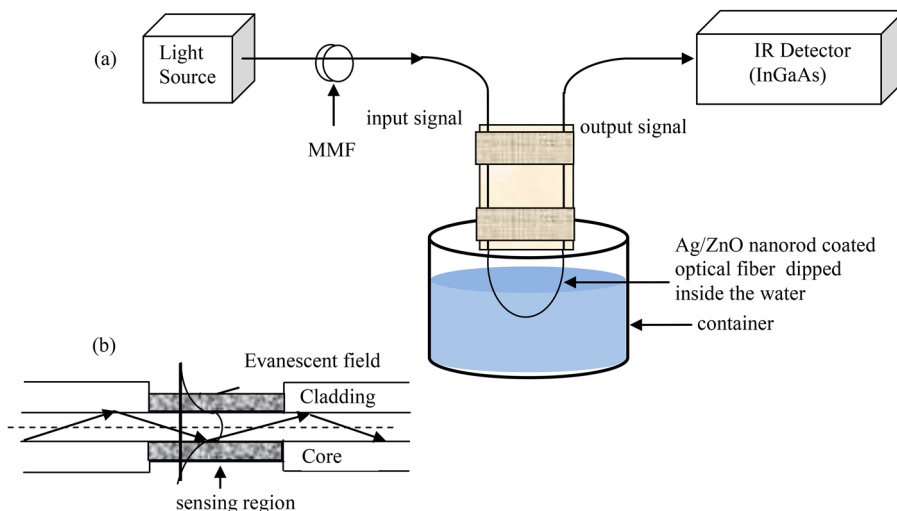 (a)
Light
Source
IR Detector
(InGaAs)
input signal
output signal
MMF
Ag/ZnO nanorod coated
optical fiber dipped
inside the water
container
(b)
Evanescent field
Cladding
Core
sensing region